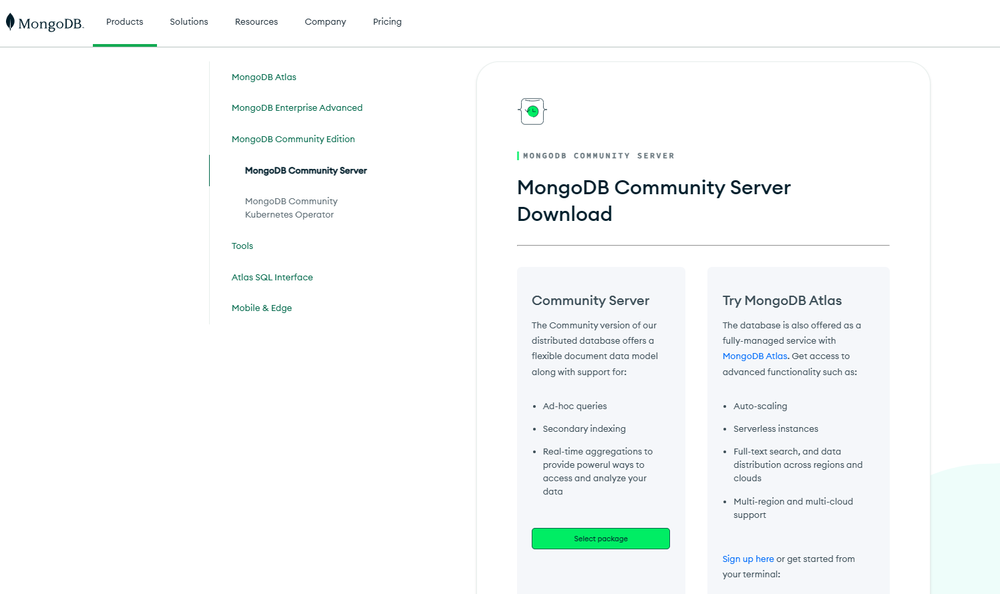 MongoDB.
Products
Solutions
Resources
Company
Pricing
MongoDB Atlas
MongoDB Enterprise Advanced
MongoDB Community Edition
MongoDB Community Server
MongoDB Community
Kubernetes Operator
Tools
Atlas SQL Interface
Mobile & Edge
MONGODB COMMUNITY SERVER
MongoDB Community Server
Download
Community Server
The Community version of our
distributed database offers a
flexible document data model
along with support for:
• Ad-hoc queries
• Secondary indexing
• Real-time aggregations to
provide powerul ways to
access and analyze your
data
Select package
Try MongoDB Atlas
The database is also offered as a
fully-managed service with
MongoDB Atlas. Get access to
advanced functionality such as:
• Auto-scaling
• Serverless instances
• Full-text search, and data
distribution across regions and
clouds
• Multi-region and multi-cloud
support
Sign up here or get started from
your terminal: